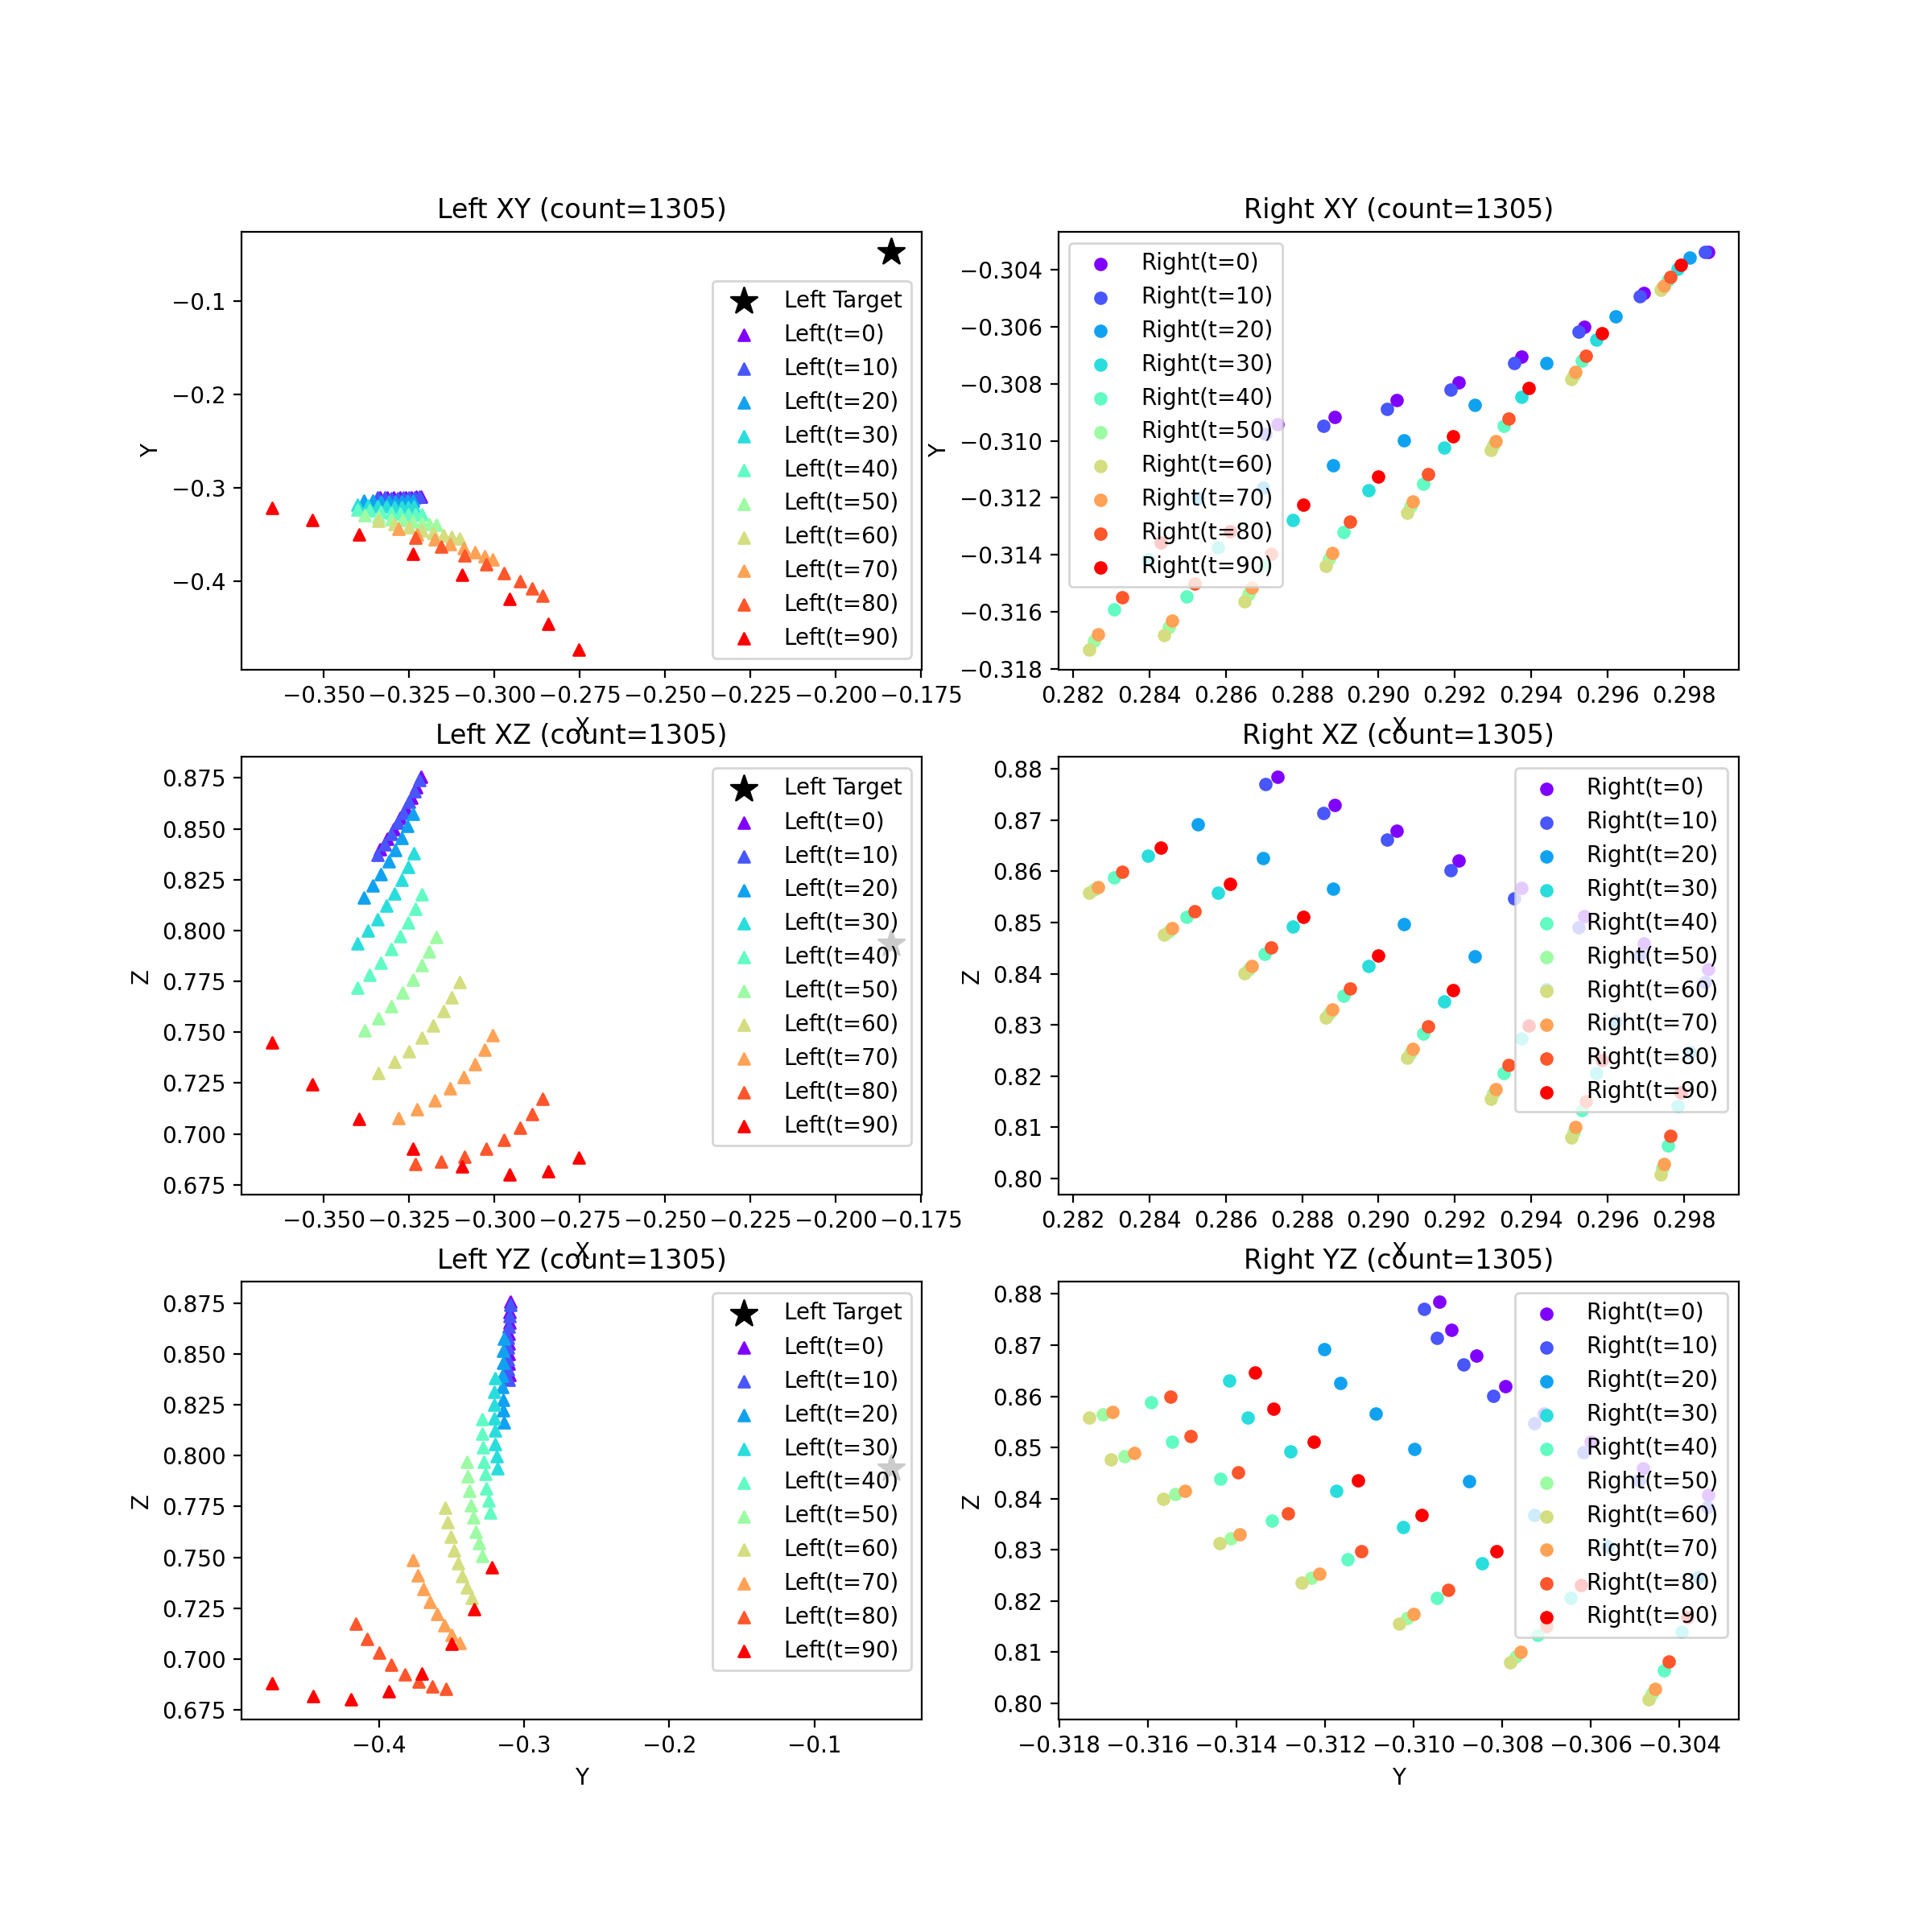 Left XY (count=1305)
Y
−0.1
−0.2
−0.3
−0.4
Left Target
Left(t=0)
Left(t=10)
Left(t=20)
Left(t=30)
Left(t=40)
Left(t=50)
Left(t=60)
Left(t=70)
Left(t=80)
Left(t=90)
−0.350 −0.325 −0.300 −0.275 −0.250 −0.225 −0.200 −0.175
X
Right XY (count=1305)
Y
−0.304
−0.306
−0.308
−0.310
−0.312
−0.314
−0.316
−0.318
Right(t=0)
Right(t=10)
Right(t=20)
Right(t=30)
Right(t=40)
Right(t=50)
Right(t=60)
Right(t=70)
Right(t=80)
Right(t=90)
0.282 0.284 0.286 0.288 0.290 0.292 0.294 0.296 0.298
X
Left XZ (count=1305)
Z
0.875
0.850
0.825
0.800
0.775
0.750
0.725
0.700
0.675
Left Target
Left(t=0)
Left(t=10)
Left(t=20)
Left(t=30)
Left(t=40)
Left(t=50)
Left(t=60)
Left(t=70)
Left(t=80)
Left(t=90)
−0.350 −0.325 −0.300 −0.275 −0.250 −0.225 −0.200 −0.175
X
Right XZ (count=1305)
Z
0.88
0.87
0.86
0.85
0.84
0.83
0.82
0.81
0.80
Right(t=0)
Right(t=10)
Right(t=20)
Right(t=30)
Right(t=40)
Right(t=50)
Right(t=60)
Right(t=70)
Right(t=80)
Right(t=90)
0.282 0.284 0.286 0.288 0.290 0.292 0.294 0.296 0.298
X
Left YZ (count=1305)
Z
0.875
0.850
0.825
0.800
0.775
0.750
0.725
0.700
0.675
Left Target
Left(t=0)
Left(t=10)
Left(t=20)
Left(t=30)
Left(t=40)
Left(t=50)
Left(t=60)
Left(t=70)
Left(t=80)
Left(t=90)
−0.4 −0.3 −0.2 −0.1
Y
Right YZ (count=1305)
Z
0.88
0.87
0.86
0.85
0.84
0.83
0.82
0.81
0.80
Right(t=0)
Right(t=10)
Right(t=20)
Right(t=30)
Right(t=40)
Right(t=50)
Right(t=60)
Right(t=70)
Right(t=80)
Right(t=90)
−0.318 −0.316 −0.314 −0.312 −0.310 −0.308 −0.306 −0.304
Y